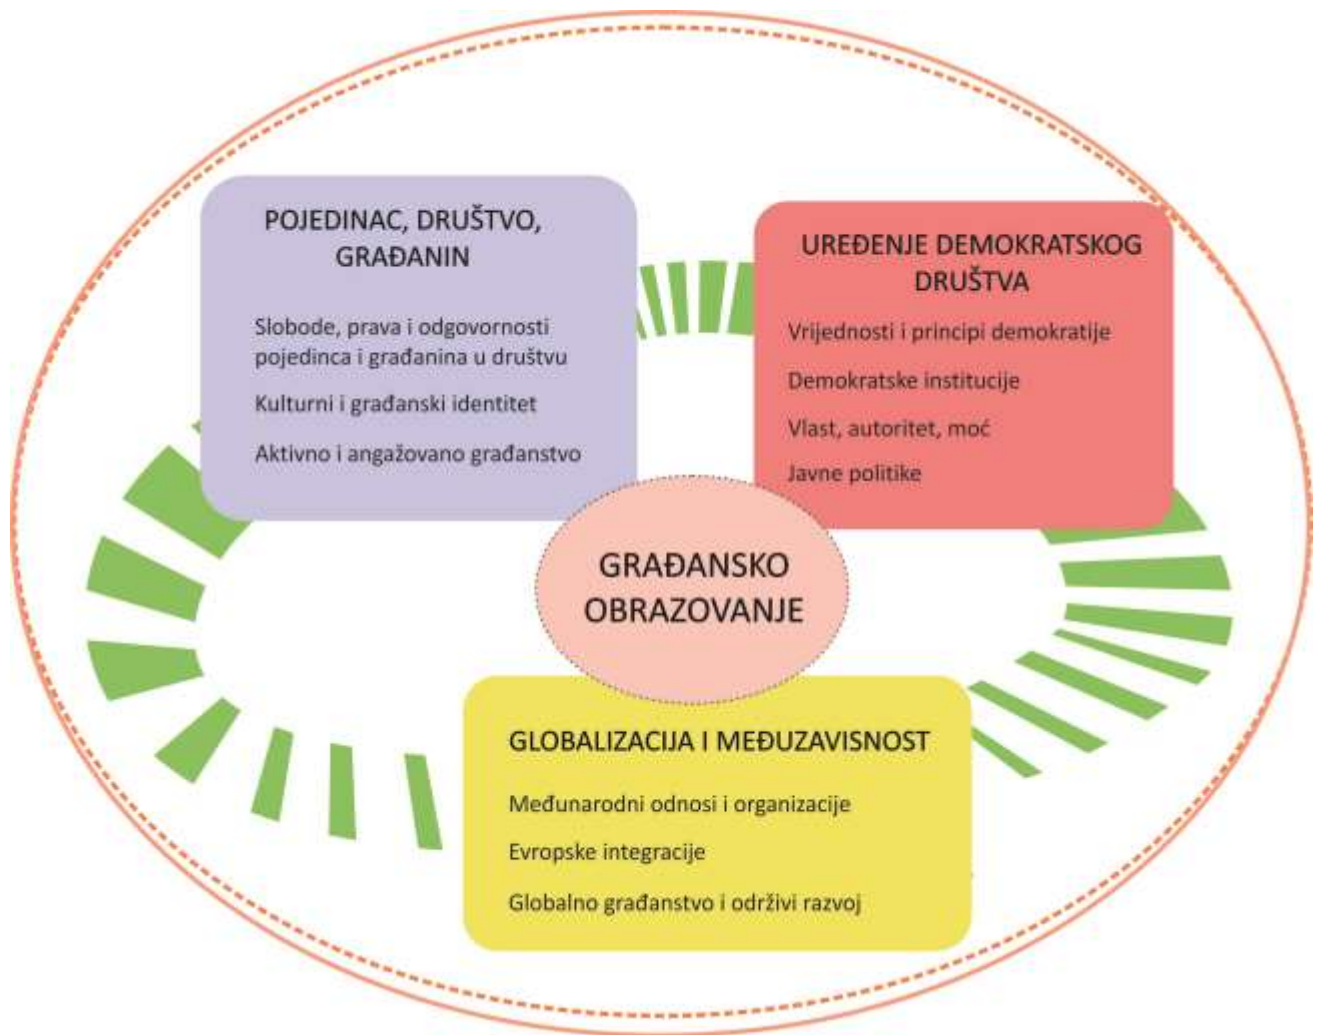 POJEDINAC, DRUŠTVO,
GRAĐANIN
Slobode, prava i odgovornosti
pojedinca i građanina u društvu
Kulturni i građanski identitet
Aktivno i angažovano građanstvo
UREĐENJE DEMOKRATSKOG
DRUŠTVA
Vrijednosti i principi demokratije
Demokratske institucije
Vlast, autoritet, moć
Javne politike
GRAĐANSKO
OBRAZOVANJE
GLOBALIZACIJA I MEĐUZAVISNOST
Međunarodni odnosi i organizacije
Evropske integracije
Globalno građanstvo i održivi razvoj